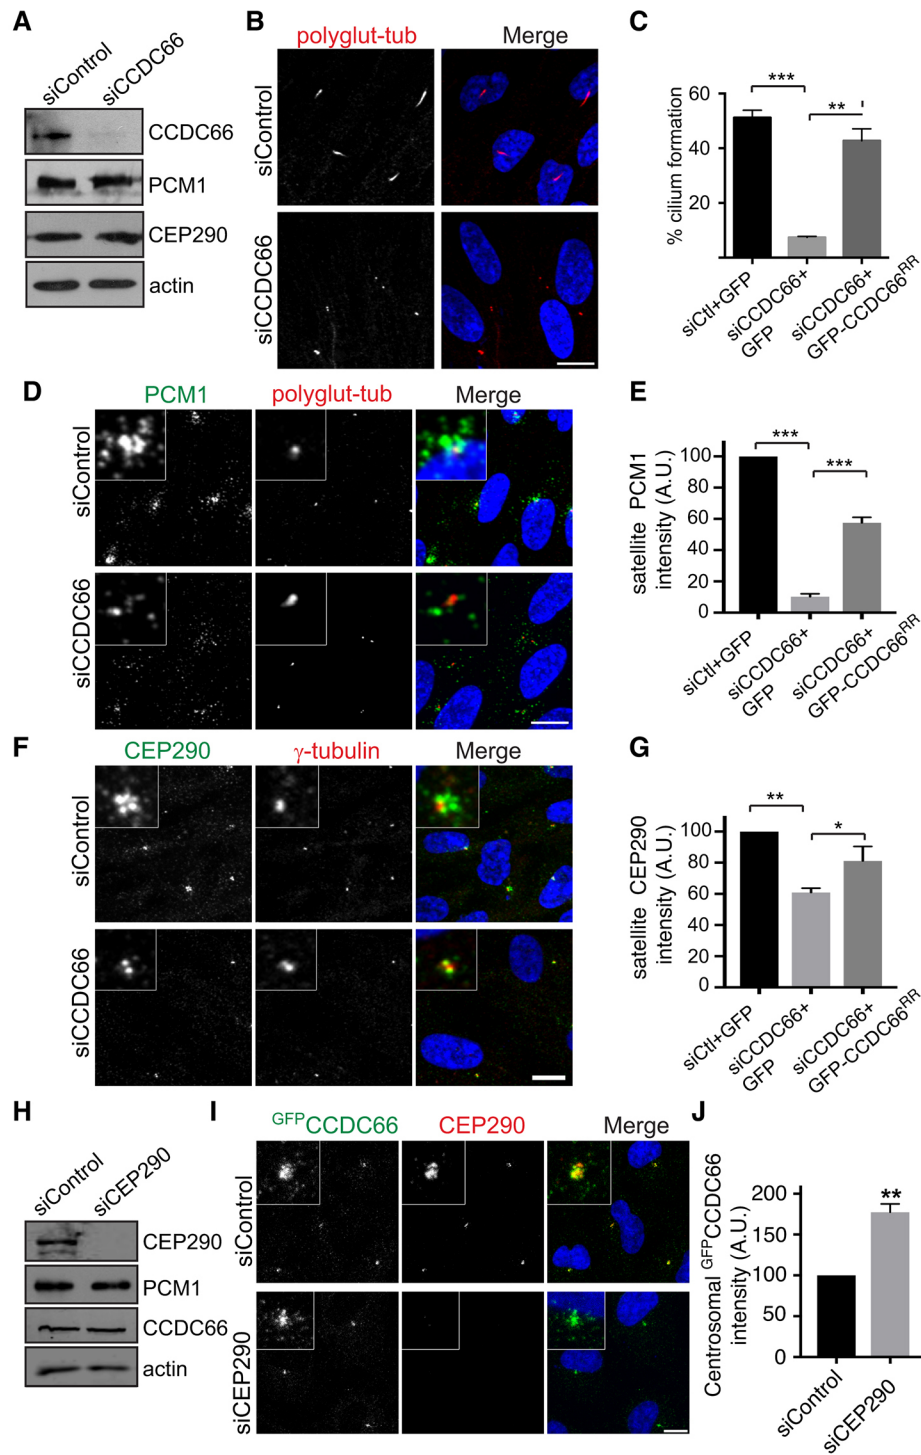 A
siControl
siCCDC66
CCDC66
PCM1
CEP290
actin
B
polyglut-tub
Merge
siControl
siCCDC66
C
% cilium formation
60
40
20
***
**
siCtl+GFP
siCCDC66+
GFP
siCCDC66+
GFP-CCDC66RR
D
PCM1
polyglut-tub
Merge
siControl
siCCDC66
E
satellite PCM1
intensity (A.U.)
100
80
60
40
20
0
***
***
siCtl+GFP
siCCDC66+
GFP
siCCDC66+
GFP-CCDC66RR
F
CEP290
γ-tubulin
Merge
siControl
siCCDC66
G
satellite CEP290
intensity (A.U.)
100
80
60
40
20
0
**
*
siCtl+GFP
siCCDC66+
GFP
siCCDC66+
GFP-CCDC66RR
H
siControl
siCEP290
CEP290
PCM1
CCDC66
actin
I
GFPCCDC66
CEP290
Merge
siControl
siCEP290
J
Centrosomal GFPCCDC66
intensity (A.U.)
200
150
100
50
0
**
siControl
siCEP290